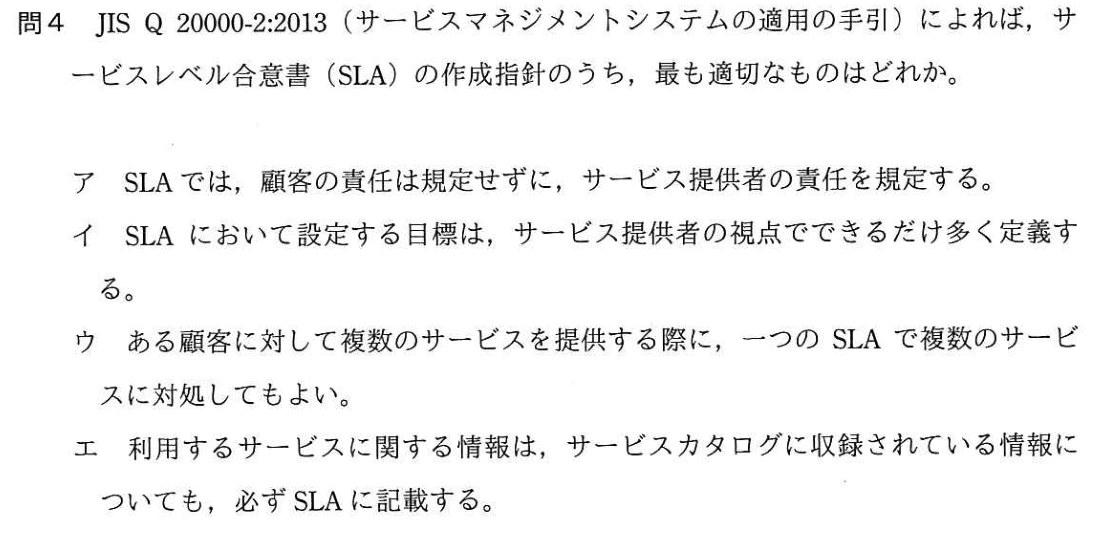 問4 JIS Q 20000-2:2013（サービスマネジメントシステムの適用の手引）によれば，サ
ービスレベル合意書（SLA）の作成指針のうち，最も適切なものはどれか。
ア SLA では，顧客の責任は規定せずに，サービス提供者の責任を規定する。
イ SLA において設定する目標は，サービス提供者の視点でできるだけ多く定義す
る。
ウ ある顧客に対して複数のサービスを提供する際に，一つの SLA で複数のサービ
スに対処してもよい。
エ 利用するサービスに関する情報は，サービスカタログに収録されている情報に
ついても，必ず SLA に記載する。